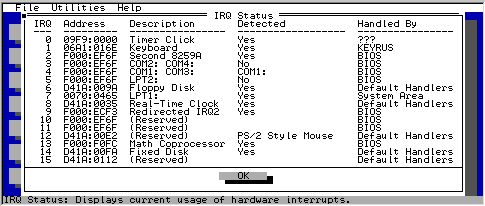 File  Utilities  Help
IRQ Status
IRQ  Address  Description  Detected  Handled By
0  09F9:0000  Timer Click  Yes  ???
1  06A1:016E  Keyboard  Yes  KEYRUS
2  F000:EF6F  Second 8259A  Yes  BIOS
3  F000:EF6F  COM2: COM4:  No  BIOS
4  F000:EF6F  COM1: COM3:  COM1:  BIOS
5  F000:EF6F  LPT2:  No  BIOS
6  D41A:009A  Floppy Disk  Yes  Default Handlers
7  0070:0465  LPT1:  Yes  System Area
8  D41A:0035  Real-Time Clock  Yes  Default Handlers
9  F000:ECF3  Redirected IRQ2  Yes  BIOS
10  F000:EF6F  (Reserved)  BIOS
11  F000:EF6F  (Reserved)  BIOS
12  D41A:00E2  (Reserved)  PS/2 Style Mouse  Default Handlers
13  F000:F0FC  Math Coprocessor  Yes  BIOS
14  D41A:00FA  Fixed Disk  Yes  Default Handlers
15  D41A:0112  (Reserved)  Default Handlers
OK
IRQ Status: Displays current usage of hardware interrupts.